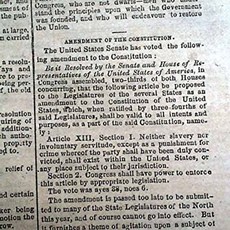 Congress, who are not dwarfs—men who
stand the principles upon which the Government
was founded, and who will endeavour to restore
the Union.
AMENDMENT OF THE CONSTITUTION.
The United States Senate has voted the follow-
ing amendment to the Constitution:
Be it Resolved by the Senate and House of Re-
presentatives of the United States of America, in
Congress assembled, two-thirds of both Houses
concurring, that the following article be proposed
to the Legislatures of the several States as an
amendment to the Constitution of the United
States, which, when ratified by three-fourths of
said Legislatures, shall be valid to all intents and
purposes, as a part of the said Constitution, name-
ly:
Article XIII, Section 1. Neither slavery nor
involuntary servitude, except as a punishment for
crime, whereof the party shall have been duly con-
victed, shall exist within the United States, or
any place subject to their jurisdiction.
Section 2. Congress shall have power to enforce
this article by appropriate legislation.
The vote was ayes 38, noes 6.
The amendment is passed too late to be submit-
ted to many of the State Legislatures of the North
this year, and of course cannot go into effect. But
it furnishes a theme of agitation upon a subject of